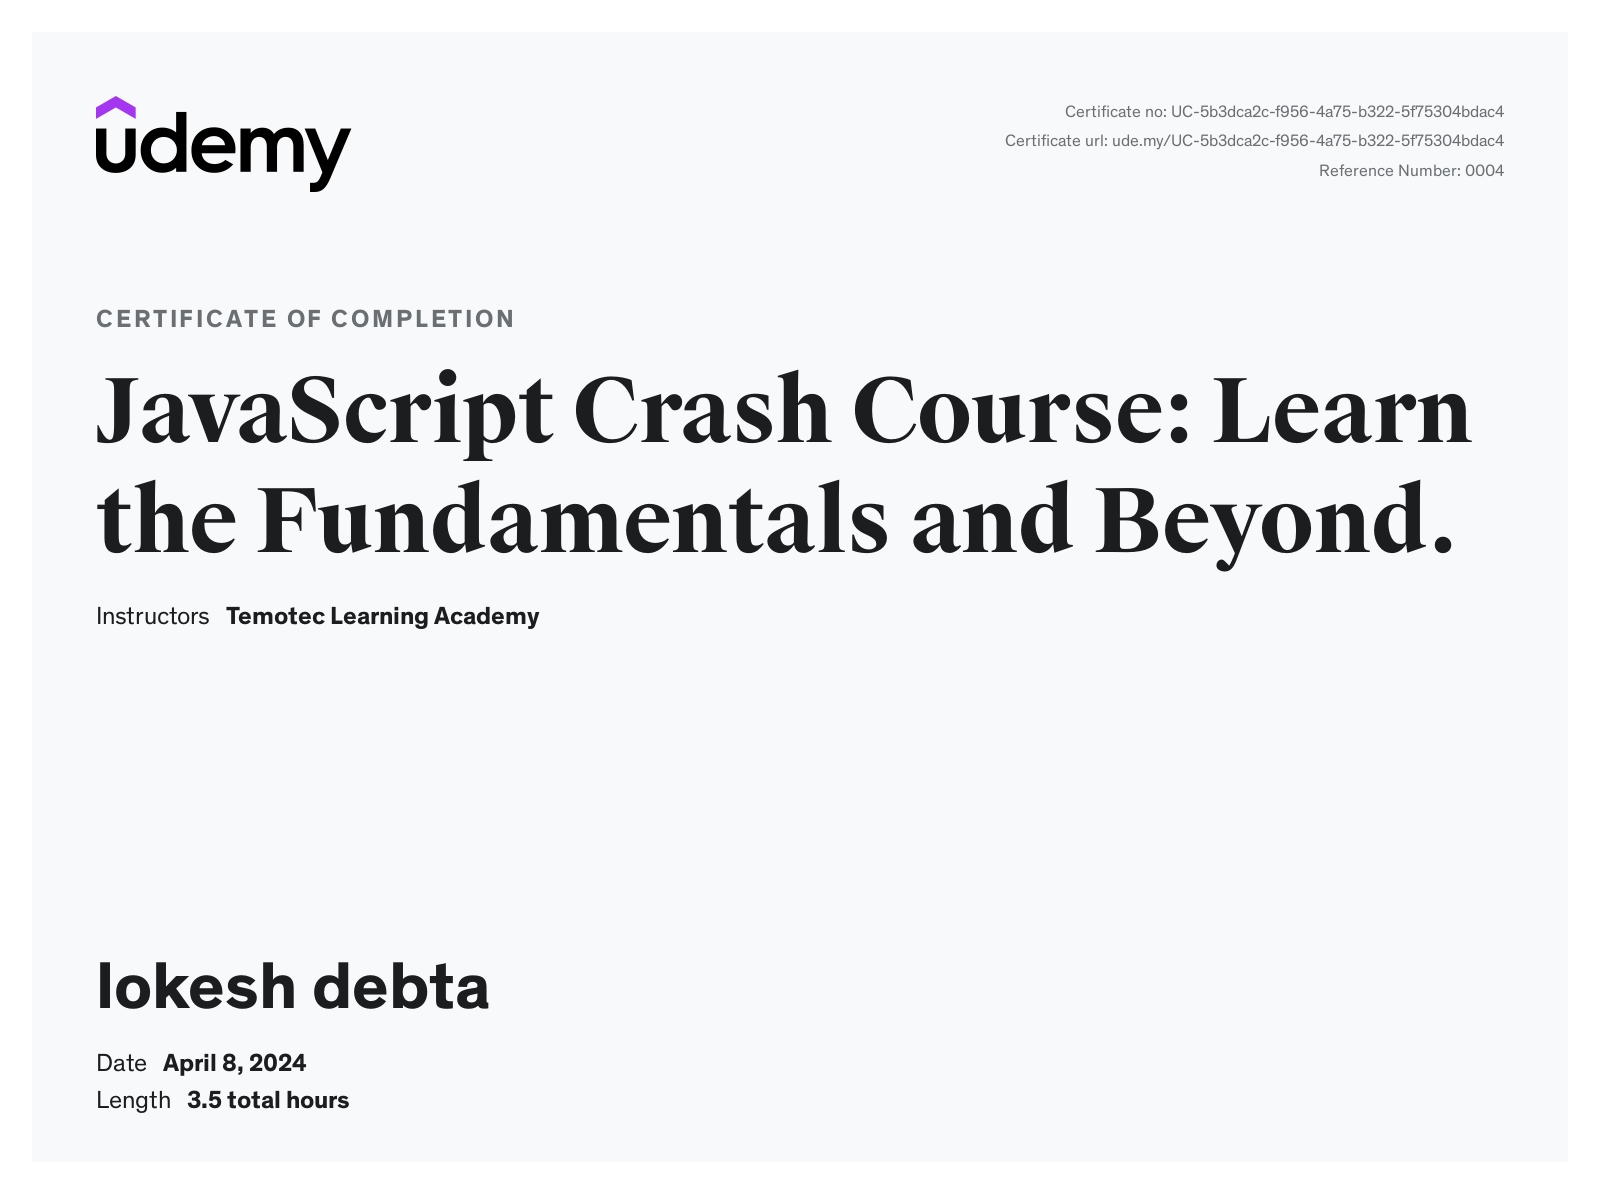 udemy
Certificate no: UC-5b3dca2c-f956-4a75-b322-5f75304bdac4
Certificate url: ude.my/UC-5b3dca2c-f956-4a75-b322-5f75304bdac4
Reference Number: 0004
CERTIFICATE OF COMPLETION
JavaScript Crash Course: Learn
the Fundamentals and Beyond.
Instructors Temotec Learning Academy
lokesh debta
Date April 8, 2024
Length 3.5 total hours